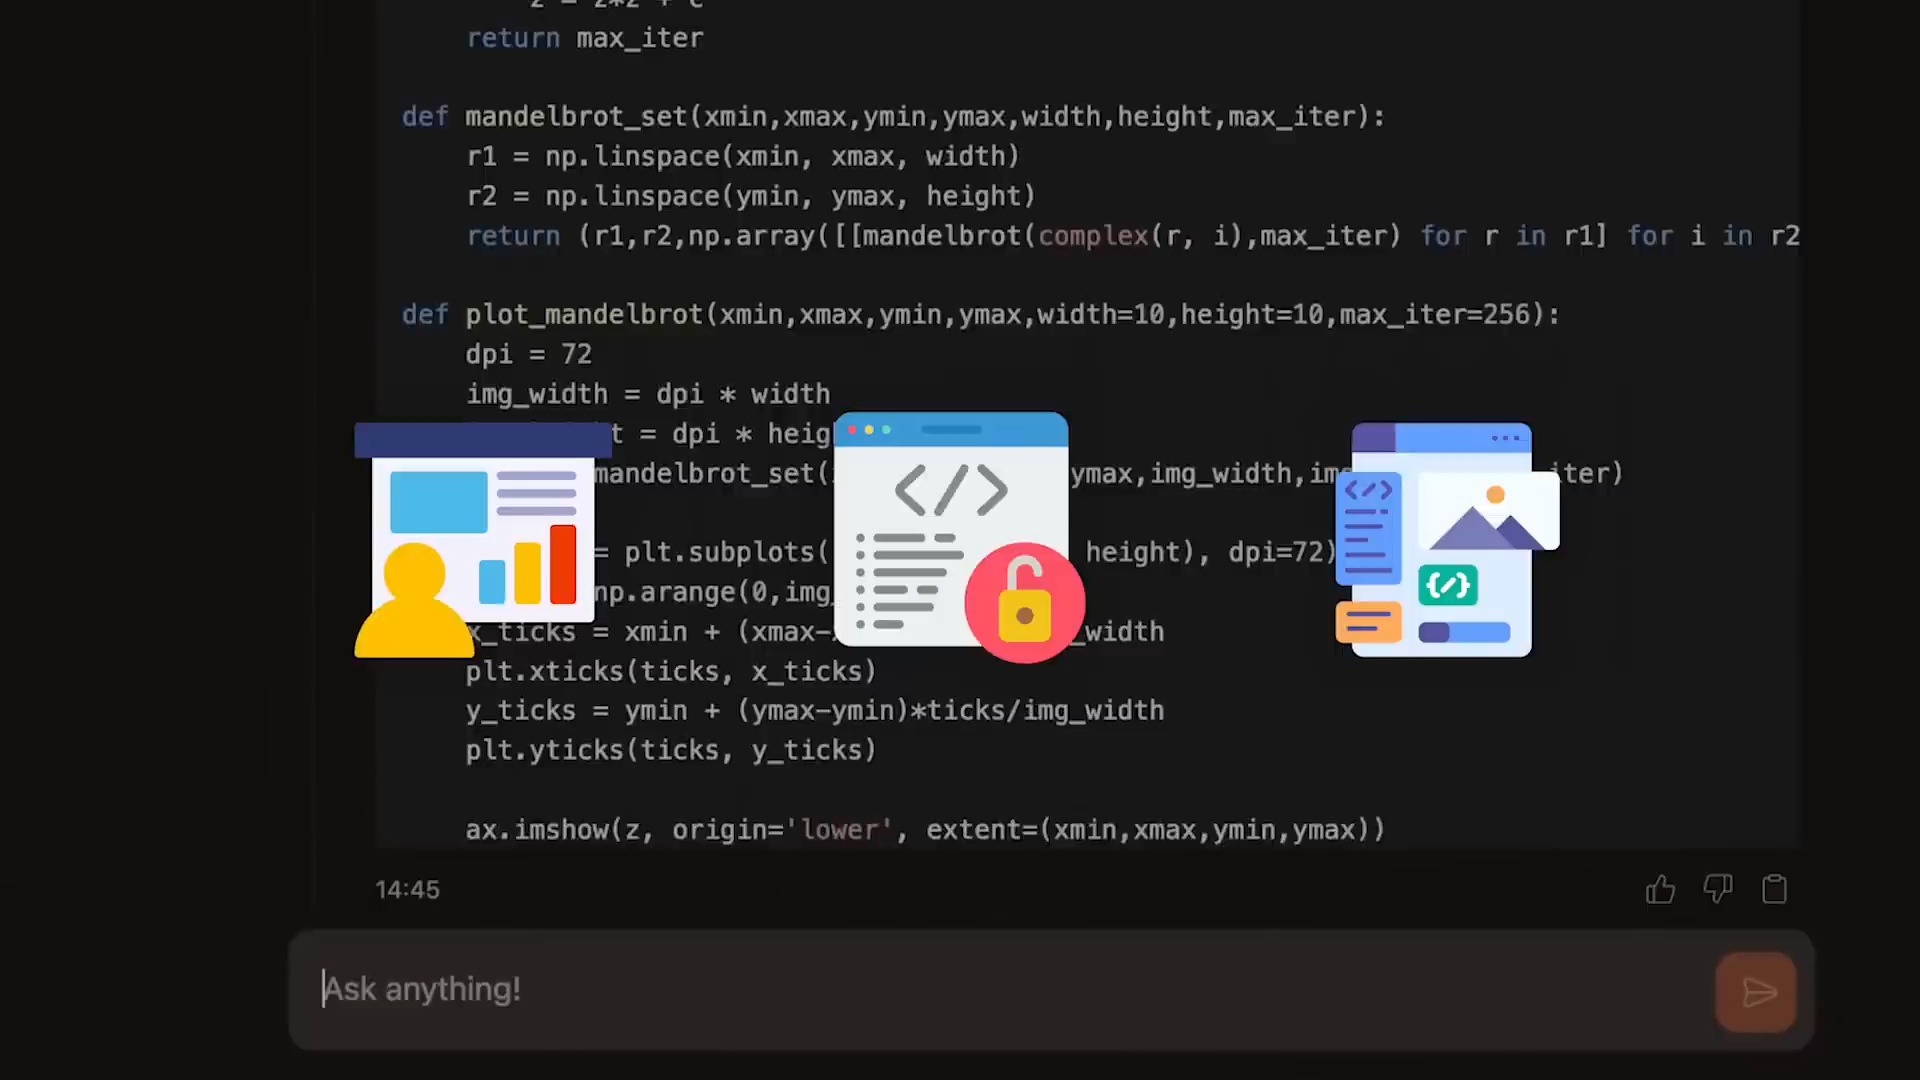 z = z*z + c
return max_iter
def mandelbrot_set(xmin,xmax,ymin,ymax,width,height,max_iter):
r1 = np.linspace(xmin, xmax, width)
r2 = np.linspace(ymin, ymax, height)
return (r1,r2,np.array([[mandelbrot(complex(r, i),max_iter) for r in r1] for i in r2
def plot_mandelbrot(xmin,xmax,ymin,ymax,width=10,height=10,max_iter=256):
dpi = 72
img_width = dpi * width
t = dpi * heig
mandelbrot_set( ymax,img_width,im iter)
= plt.subplots( height), dpi=72)
np.arange(0,img_
x_ticks = xmin + (xmax- _width
plt.xticks(ticks, x_ticks)
y_ticks = ymin + (ymax-ymin)*ticks/img_width
plt.yticks(ticks, y_ticks)
ax.imshow(z, origin='lower', extent=(xmin,xmax,ymin,ymax))
</>
</>
{/}
14:45
Ask anything!